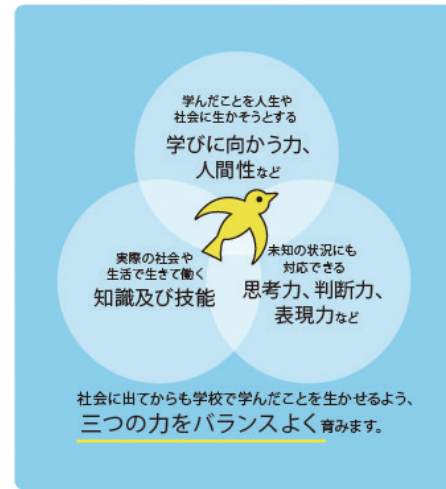 学んだことを人生や
社会に生かそうとする
学びに向かう力、
人間性など
実際の社会や
生活で生きて働く
知識及び技能
未知の状況にも
対応できる
思考力、判断力、
表現力など
社会に出てからも学校で学んだことを生かせるよう、
三つの力をバランスよく育みます。